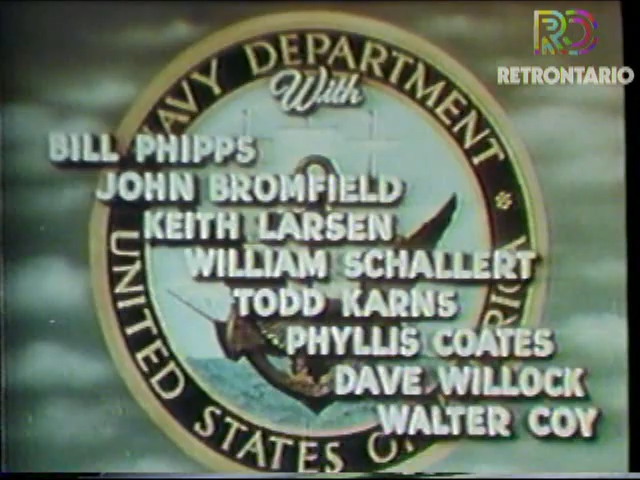 RETRONTARIO
NAVY DEPARTMENT
With
BILL PHIPPS
JOHN BROMFIELD
KEITH LARSEN
WILLIAM SCHALLERT
TODD KARNS
PHYLLIS COATES
DAVE WILLOCK
WALTER COY
UNITED STATES OF